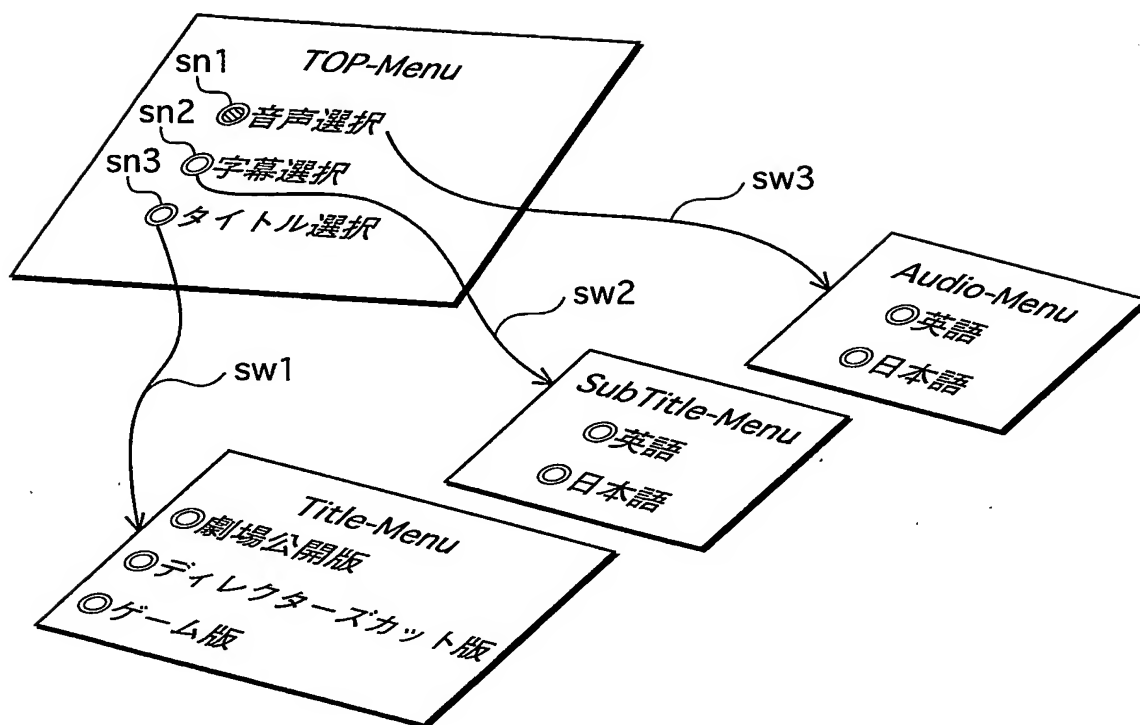 TOP-Menu
sn1
◎音声選択
sn2
◎字幕選択
sn3
◎タイトル選択
sw3
sw2
sw1
Audio-Menu
◎英語
◎日本語
SubTitle-Menu
◎英語
◎日本語
Title-Menu
◎劇場公開版
◎ディレクターズカット版
◎ゲーム版